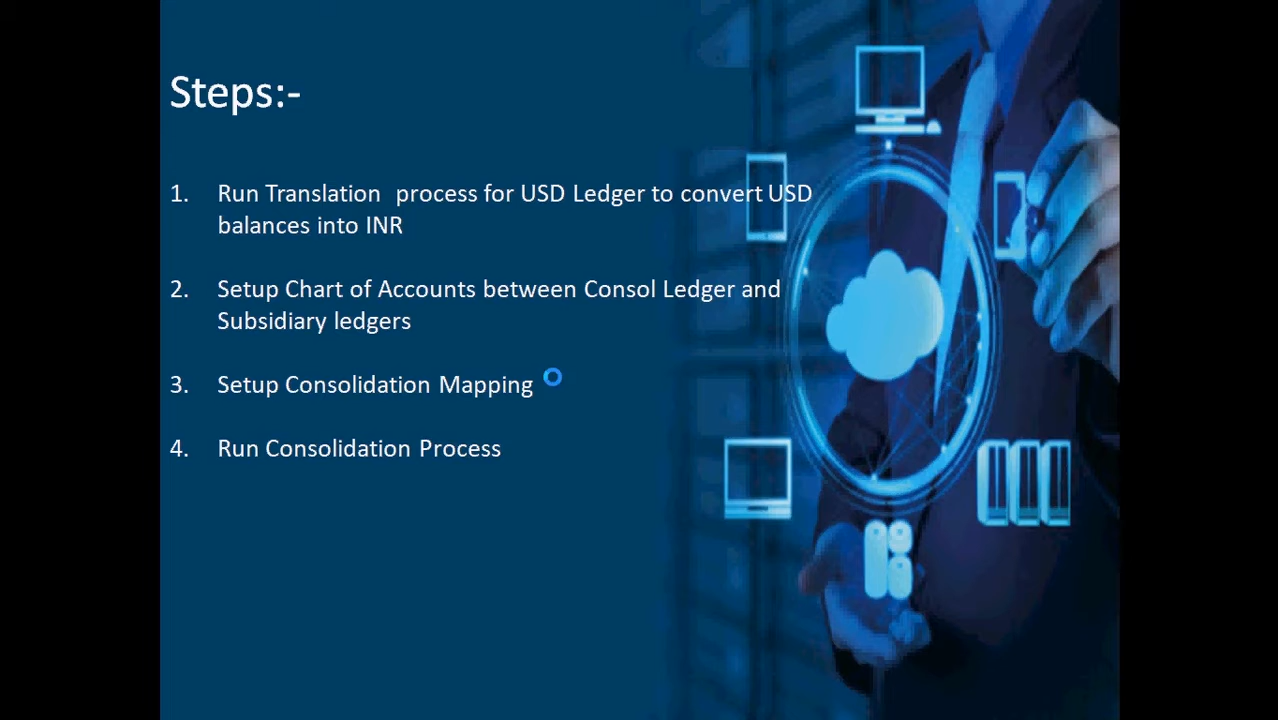 Steps:-
1. Run Translation process for USD Ledger to convert USD
balances into INR
2. Setup Chart of Accounts between Consol Ledger and
Subsidiary ledgers
3. Setup Consolidation Mapping
4. Run Consolidation Process